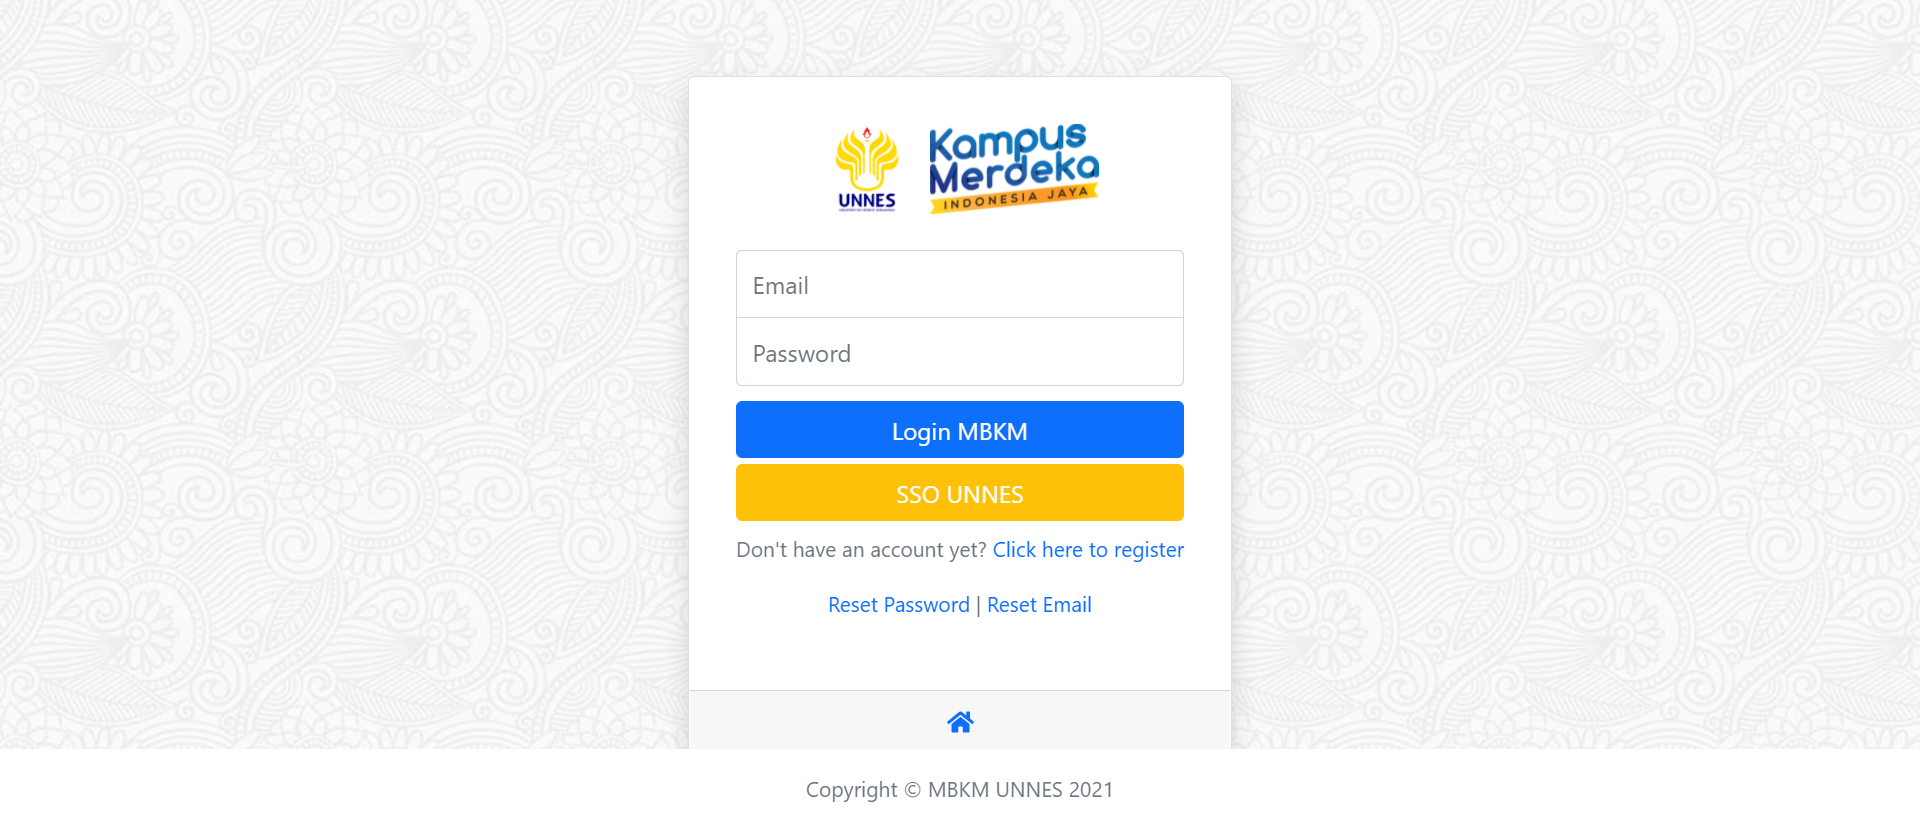 UNNES
Kampus
Merdeka
INDONESIA JAYA
Email
Password
Login MBKM
SSO UNNES
Don't have an account yet? Click here to register
Reset Password | Reset Email
Copyright © MBKM UNNES 2021